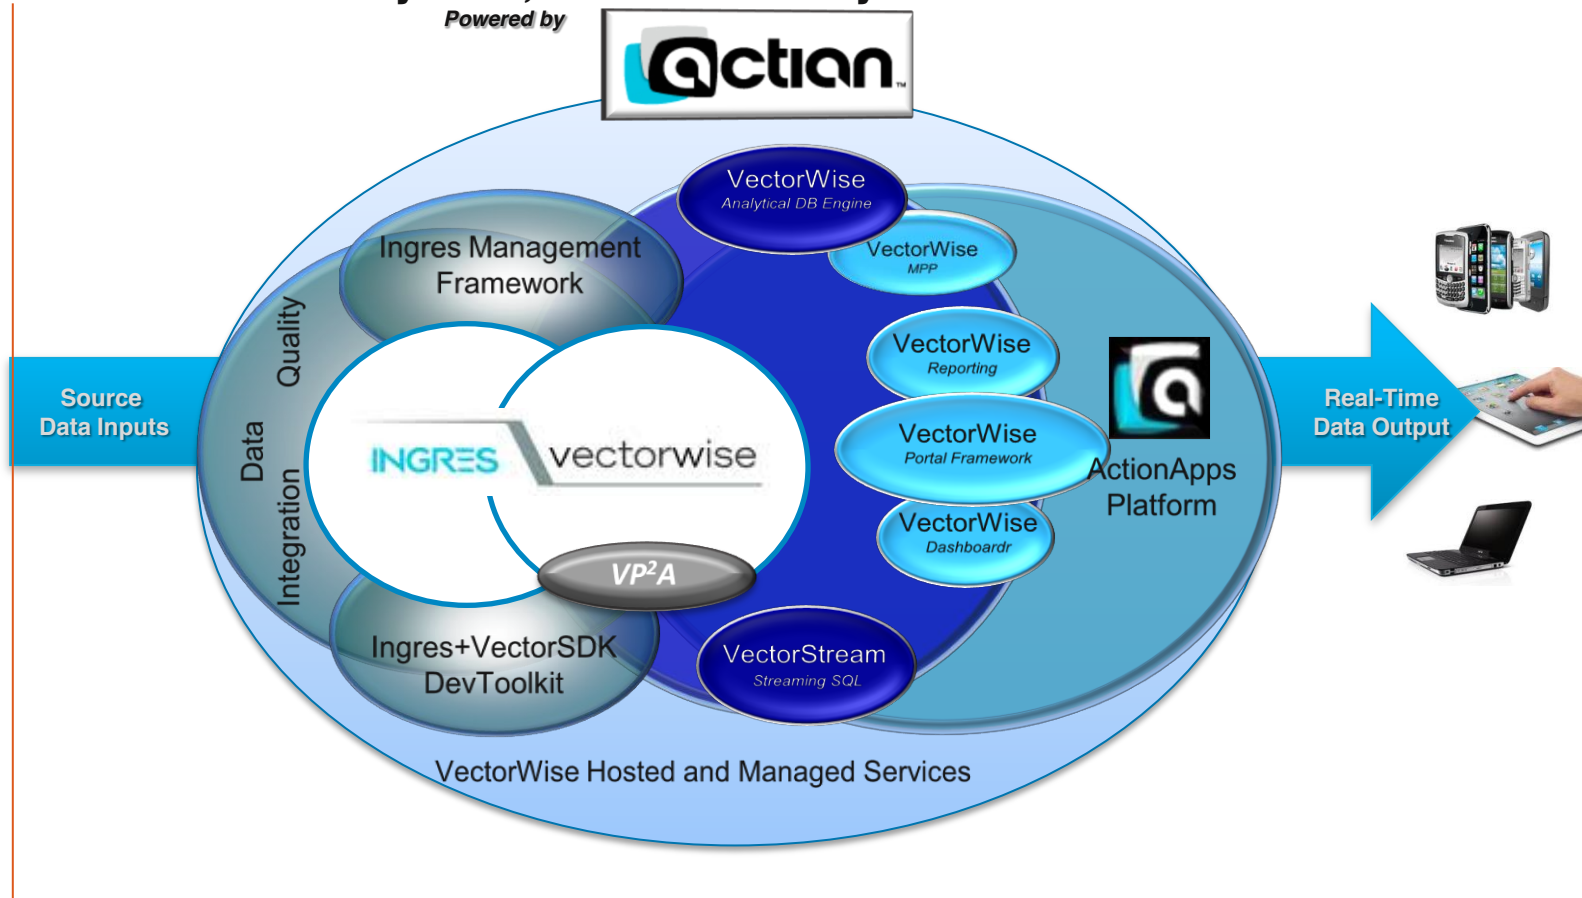 Powered by
actian™
VectorWise
Analytical DB Engine
Ingres Management
Framework
VectorWise
MPP
Quality
VectorWise
Reporting
Source
Data Inputs
Real-Time
Data Output
Data
INGRES
vectorwise
VectorWise
Portal Framework
ActionApps
Platform
Integration
VectorWise
Dashboardr
VP²A
Ingres+VectorSDK
DevToolkit
VectorStream
Streaming SQL
VectorWise Hosted and Managed Services